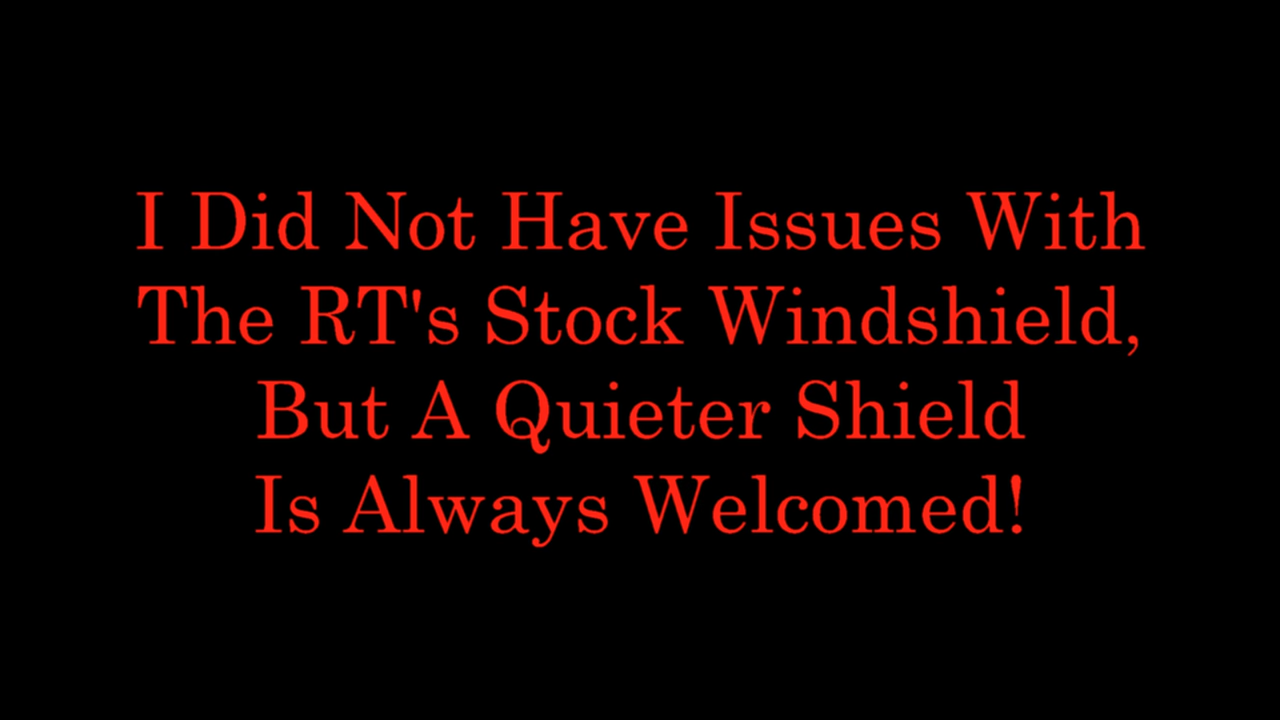 I Did Not Have Issues With
The RT's Stock Windshield,
But A Quieter Shield
Is Always Welcomed!